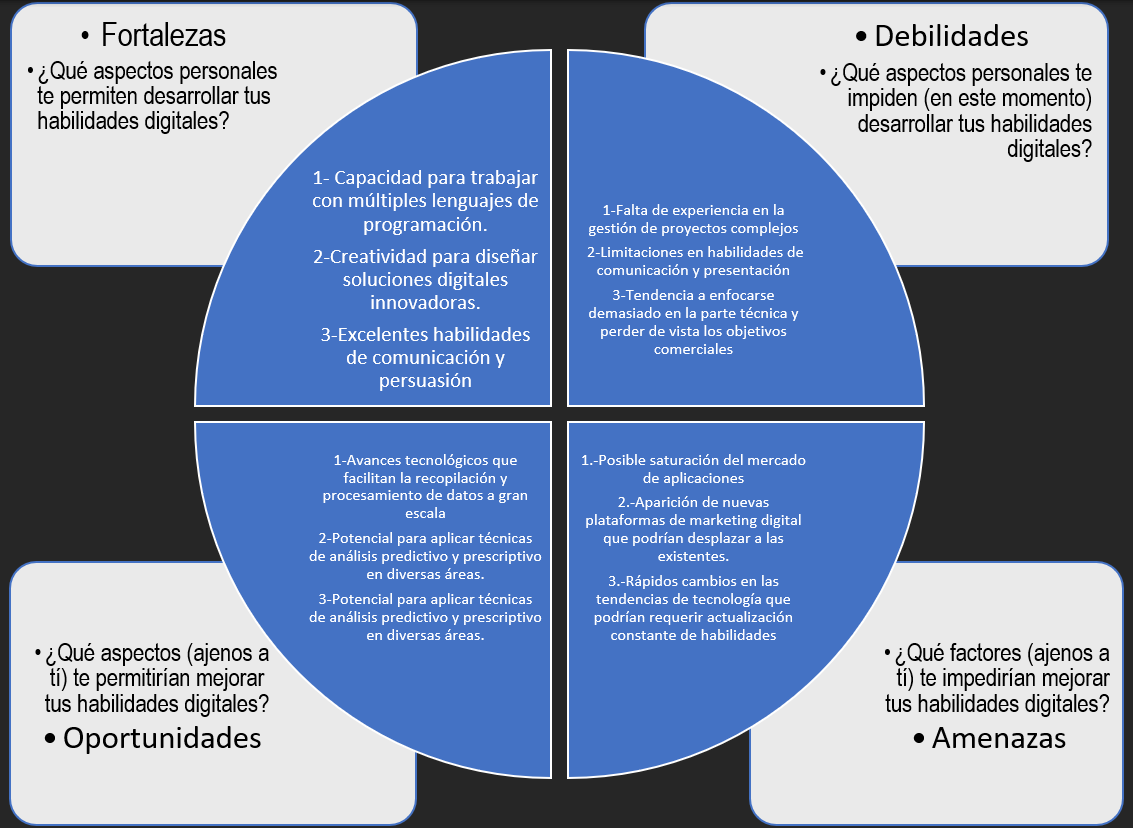 • Fortalezas
• ¿Qué aspectos personales
te permiten desarrollar tus
habilidades digitales?
1- Capacidad para trabajar
con múltiples lenguajes de
programación.
2-Creatividad para diseñar
soluciones digitales
innovadoras.
3-Excelentes habilidades
de comunicación y
persuasión
• Debilidades
• ¿Qué aspectos personales te
impiden (en este momento)
desarrollar tus habilidades
digitales?
1-Falta de experiencia en la
gestión de proyectos complejos
2-Limitaciones en habilidades de
comunicación y presentación
3-Tendencia a enfocarse
demasiado en la parte técnica y
perder de vista los objetivos
comerciales
1-Avances tecnológicos que
facilitan la recopilación y
procesamiento de datos a gran
escala
2-Potencial para aplicar técnicas
de análisis predictivo y prescriptivo
en diversas áreas.
3-Potencial para aplicar técnicas
de análisis predictivo y prescriptivo
en diversas áreas.
• ¿Qué aspectos (ajenos a
tí) te permitirían mejorar
tus habilidades digitales?
• Oportunidades
1.-Posible saturación del mercado
de aplicaciones
2.-Aparición de nuevas
plataformas de marketing digital
que podrían desplazar a las
existentes.
3.-Rápidos cambios en las
tendencias de tecnología que
podrían requerir actualización
constante de habilidades
• ¿Qué factores (ajenos a
tí) te impedirían mejorar
tus habilidades digitales?
• Amenazas